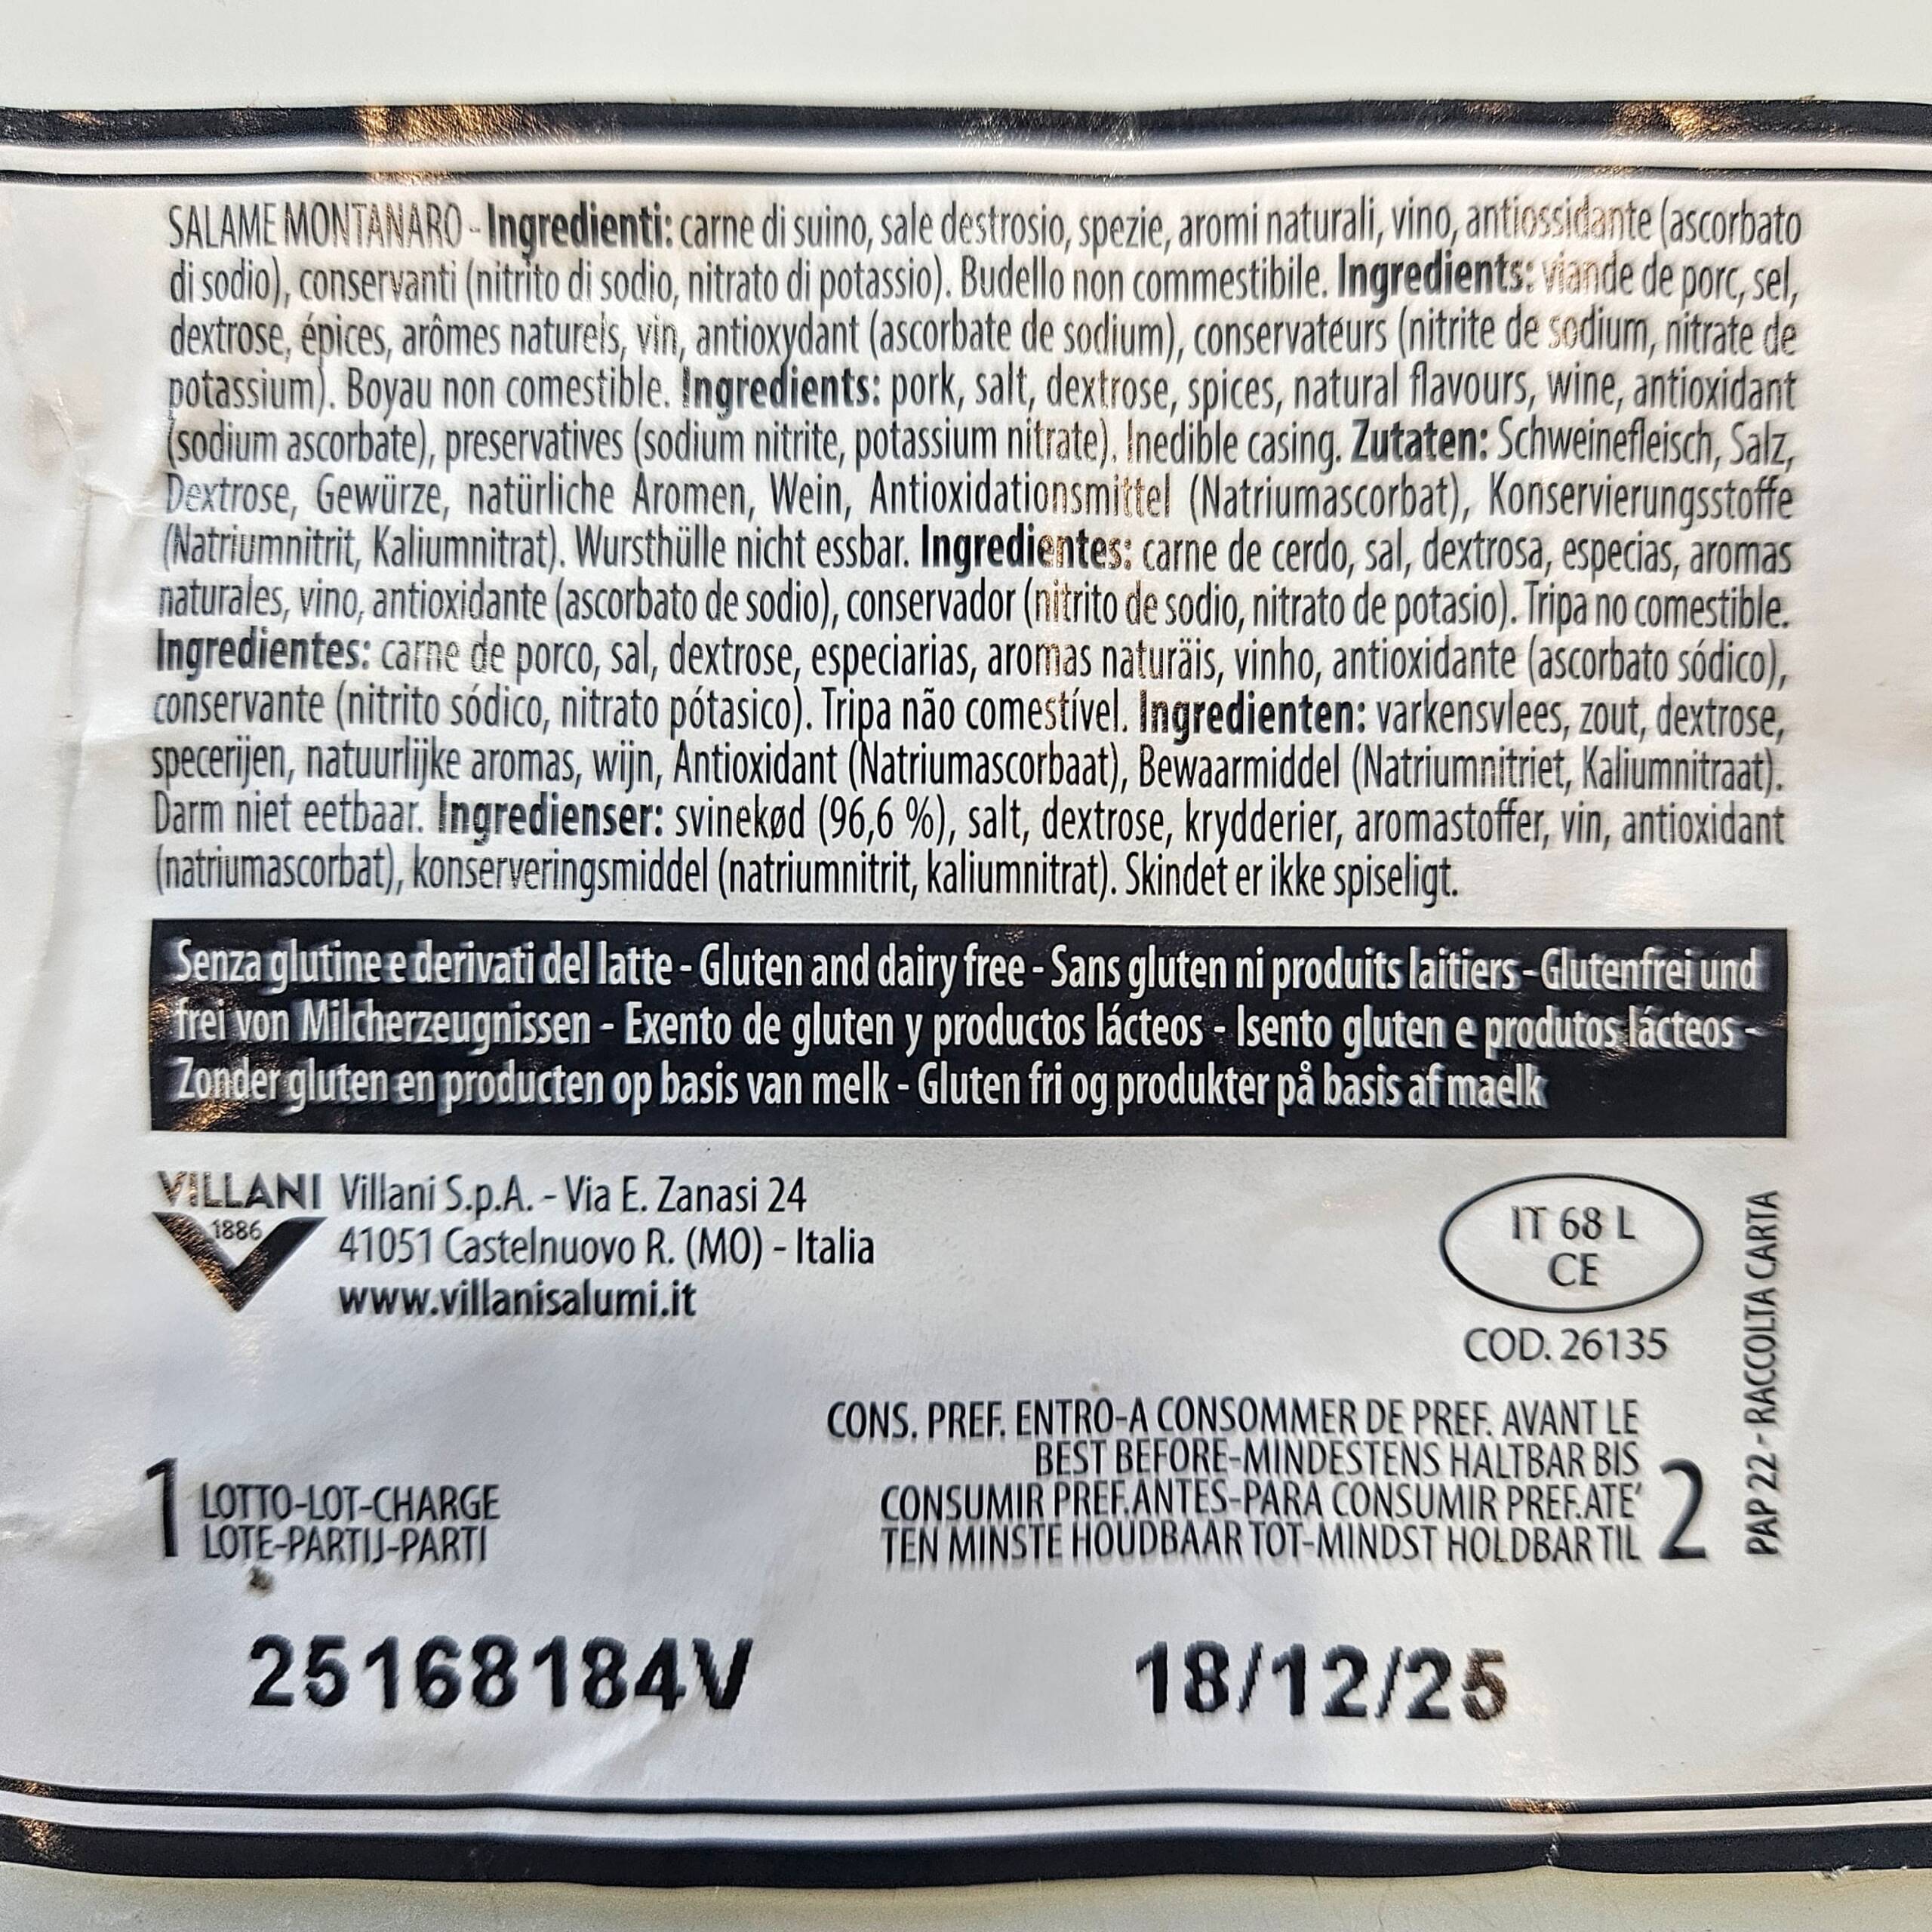 SALAME MONTANARO - Ingredienti: carne di suino, sale destrosio, spezie, aromi naturali, vino, antiossidante (ascorbato
di sodio), conservanti (nitrito di sodio, nitrato di potassio). Budello non commestibile. Ingredients: viande de porc, sel,
dextrose, épices, arômes naturels, vin, antioxydant (ascorbate de sodium), conservateurs (nitrite de sodium, nitrate de
potassium). Boyau non comestible. Ingredients: pork, salt, dextrose, spices, natural flavours, wine, antioxidant
(sodium ascorbate), preservatives (sodium nitrite, potassium nitrate). Inedible casing. Zutaten: Schweinefleisch, Salz,
Dextrose, Gewürze, natürliche Aromen, Wein, Antioxidationsmittel (Natriumascorbat), Konservierungsstoffe
(Natriumnitrit, Kaliumnitrat). Wursthülle nicht essbar. Ingredientes: carne de cerdo, sal, dextrosa, especias, aromas
naturales, vino, antioxidante (ascorbato de sodio), conservador (nitrito de sodio, nitrato de potasio). Tripa no comestible.
Ingredientes: carne de porco, sal, dextrose, especiarias, aromas naturäis, vinho, antioxidante (ascorbato sódico),
conservante (nitrito sódico, nitrato pótasico). Tripa não comestível. Ingredienten: varkensvlees, zout, dextrose,
specerijen, natuurlijke aromas, wijn, Antioxidant (Natriumascorbaat), Bewaarmiddel (Natriumnitriet, Kaliumnitraat).
Darm niet eetbaar. Ingredienser: svinekød (96,6 %), salt, dextrose, krydderier, aromastoffer, vin, antioxidant
(natriumascorbat), konserveringsmiddel (natriumnitrit, kaliumnitrat). Skindet er ikke spiseligt.
Senza glutine e derivati del latte - Gluten and dairy free - Sans gluten ni produits laitiers - Glutenfrei und
frei von Milcherzeugnissen - Exento de gluten y productos lácteos - Isento gluten e produtos lácteos -
Zonder gluten en producten op basis van melk - Gluten fri og produkter på basis af maelk
VILLANI
1886
Villani S.p.A. - Via E. Zanasi 24
41051 Castelnuovo R. (MO) - Italia
www.villanisalumi.it
IT 68 L
CE
COD. 26135
PAP 22 - RACCOLTA CARTA
1 LOTTO-LOT-CHARGE
LOTE-PARTIJ-PARTI
CONS. PREF. ENTRO-A CONSOMMER DE PREF. AVANT LE
BEST BEFORE-MINDESTENS HALTBAR BIS
CONSUMIR PREF.ANTES-PARA CONSUMIR PREF.ATE'
TEN MINSTE HOUDBAAR TOT-MINDST HOLDBAR TIL 2
25168184V
18/12/25